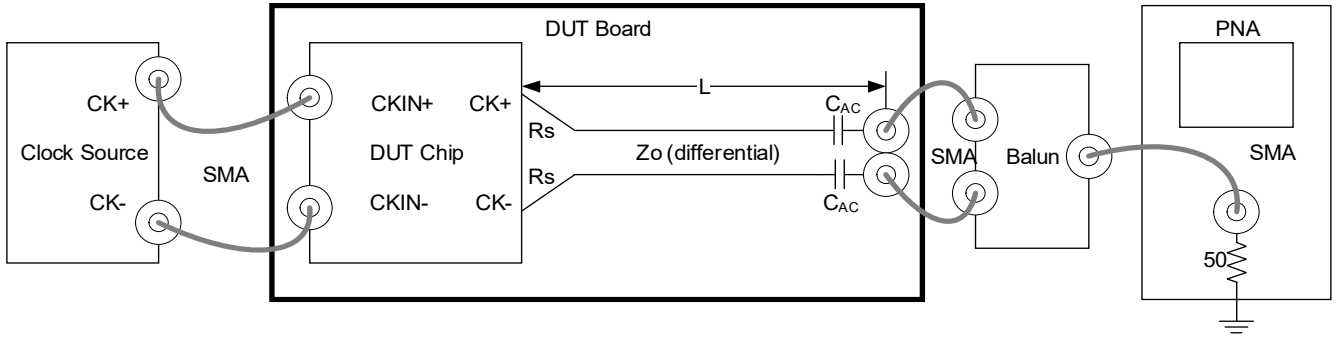 DUT Board
PNA
L
CK+
CKIN+
CK+
CAC
Rs
Clock Source
SMA
DUT Chip
Zo (differential)
SMA
Balun
SMA
Rs
CK-
CKIN-
CK-
CAC
50